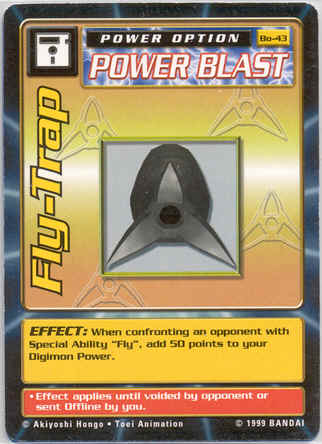 POWER OPTION
Bo-43
POWER BLAST
Fly-Trap
EFFECT: When confronting an opponent with
Special Ability "Fly", add 50 points to your
Digimon Power.
• Effect applies until voided by opponent or
sent Offline by you.
© Akiyoshi Hongo • Toei Animation
© 1999 BANDAI